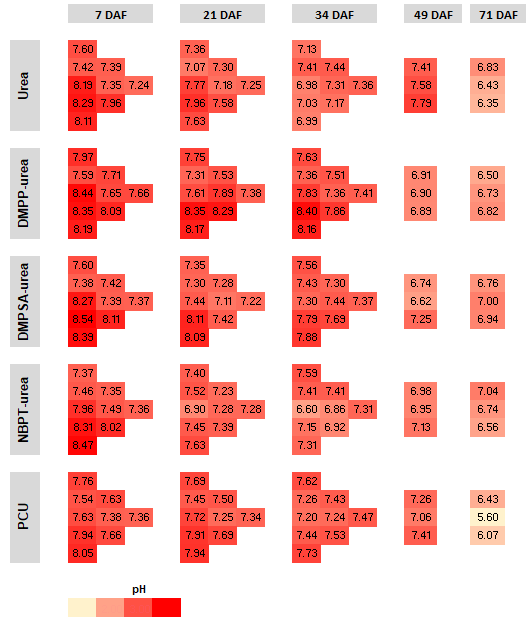 7 DAF 21 DAF 34 DAF 49 DAF 71 DAF
Urea
7.60 7.36 7.13
7.42 7.39 7.07 7.30 7.41 7.44 7.41 6.83
8.19 7.35 7.24 7.77 7.18 7.25 6.98 7.31 7.36 7.58 6.43
8.29 7.96 7.96 7.58 7.03 7.17 7.79 6.35
8.11 7.63 6.99
DMPP-urea
7.97 7.75 7.63
7.59 7.71 7.31 7.53 7.36 7.51 6.91 6.50
8.44 7.65 7.66 7.61 7.89 7.38 7.83 7.36 7.41 6.90 6.73
8.35 8.09 8.35 8.29 8.40 7.86 6.89 6.82
8.19 8.17 8.16
DMPSA-urea
7.60 7.35 7.56
7.38 7.42 7.30 7.28 7.43 7.30 6.74 6.76
8.27 7.39 7.37 7.44 7.11 7.22 7.30 7.44 7.37 6.62 7.00
8.54 8.11 8.11 7.42 7.79 7.69 7.25 6.94
8.39 8.09 7.88
NBPT-urea
7.37 7.40 7.59
7.46 7.35 7.52 7.23 7.41 7.41 6.98 7.04
7.96 7.49 7.36 6.90 7.28 7.28 6.60 6.86 7.31 6.95 6.74
8.31 8.02 7.45 7.39 7.15 6.92 7.13 6.56
8.47 7.63 7.31
PCU
7.76 7.69 7.62
7.54 7.63 7.45 7.50 7.26 7.43 7.26 6.43
7.63 7.38 7.36 7.72 7.25 7.34 7.20 7.24 7.47 7.06 5.60
7.94 7.66 7.91 7.69 7.44 7.53 7.41 6.07
8.05 7.94 7.73
pH